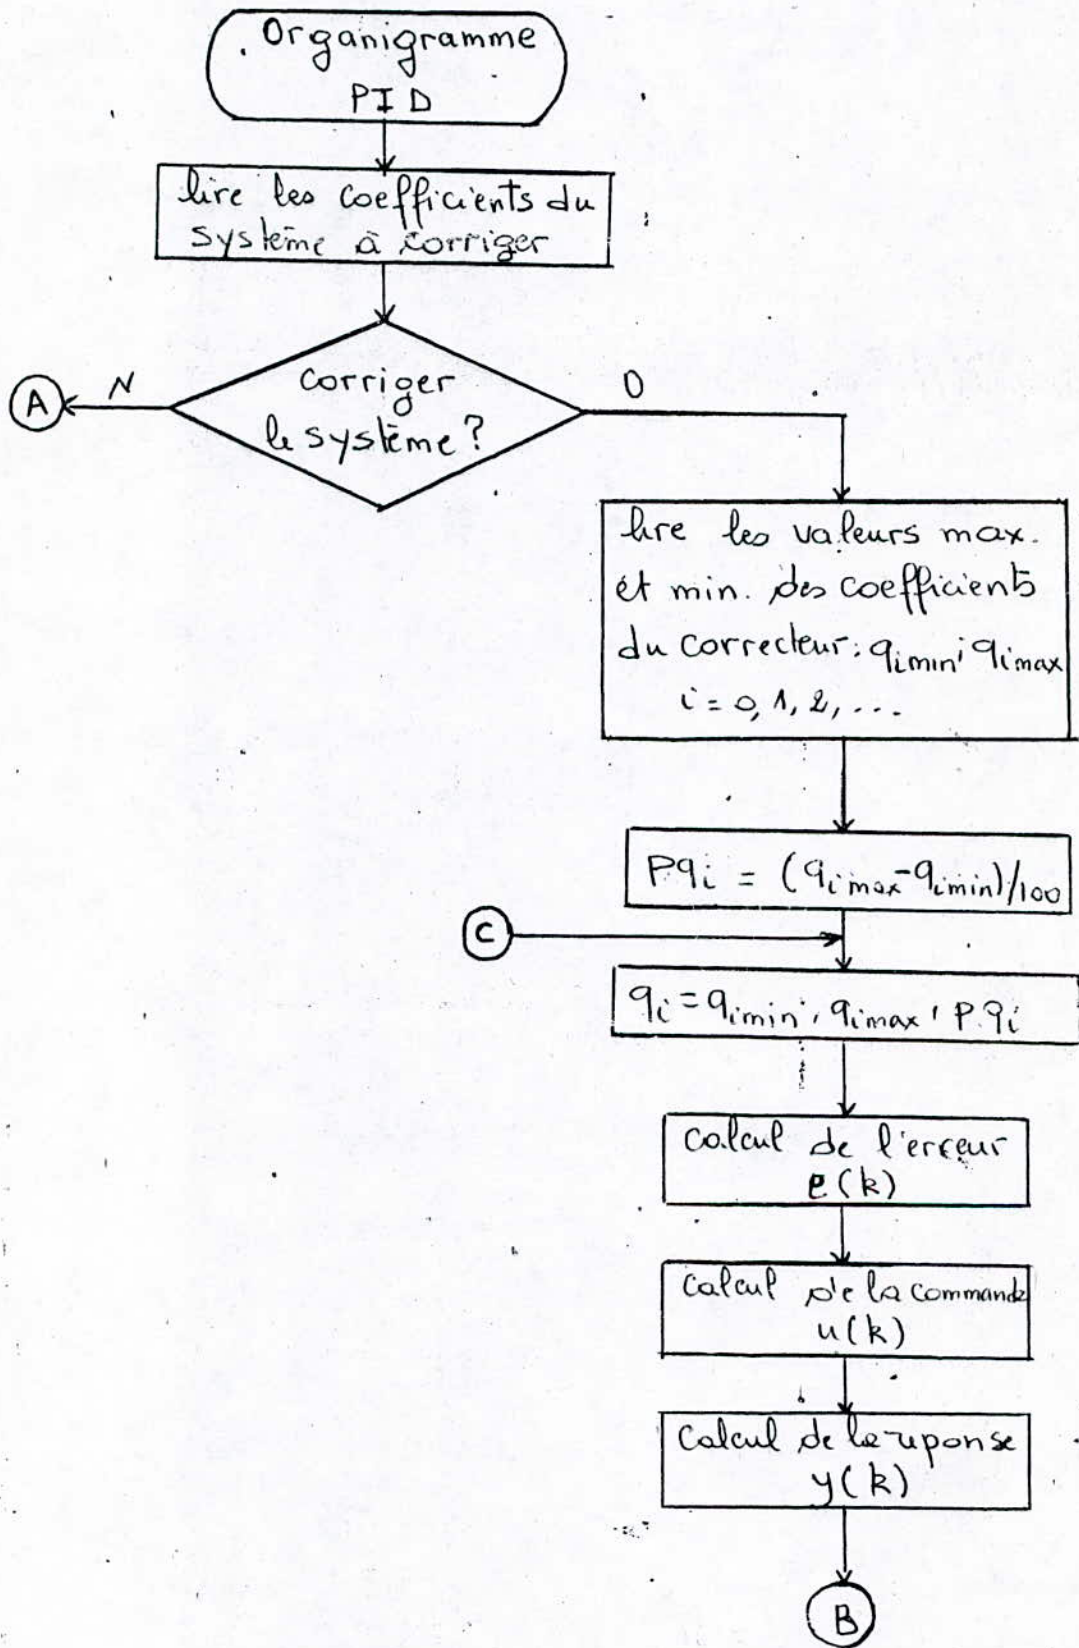 Organigramme
PID
lire les coefficients du
système à corriger
corriger
le système ?
N
O
A
lire les valeurs max.
et min. des coefficients
du correcteur: qimin; qimax
i = 0, 1, 2, ...
Pqi = (qimax - qimin)/100
C
qi = qimin, qimax, P.qi
Calcul de l'erreur
e(k)
Calcul de la commande
u(k)
Calcul de la reponse
y(k)
B